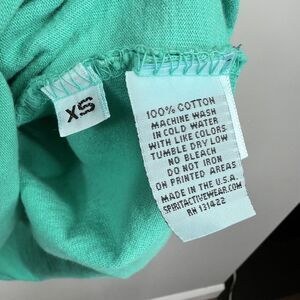 XS
100% COTTON
MACHINE WASH
IN COLD WATER
WITH LIKE COLORS
TUMBLE DRY LOW
NO BLEACH
DO NOT IRON
ON PRINTED AREAS
MADE IN THE U.S.A.
SPIRITACTIVEWEAR.COM
RN 131422